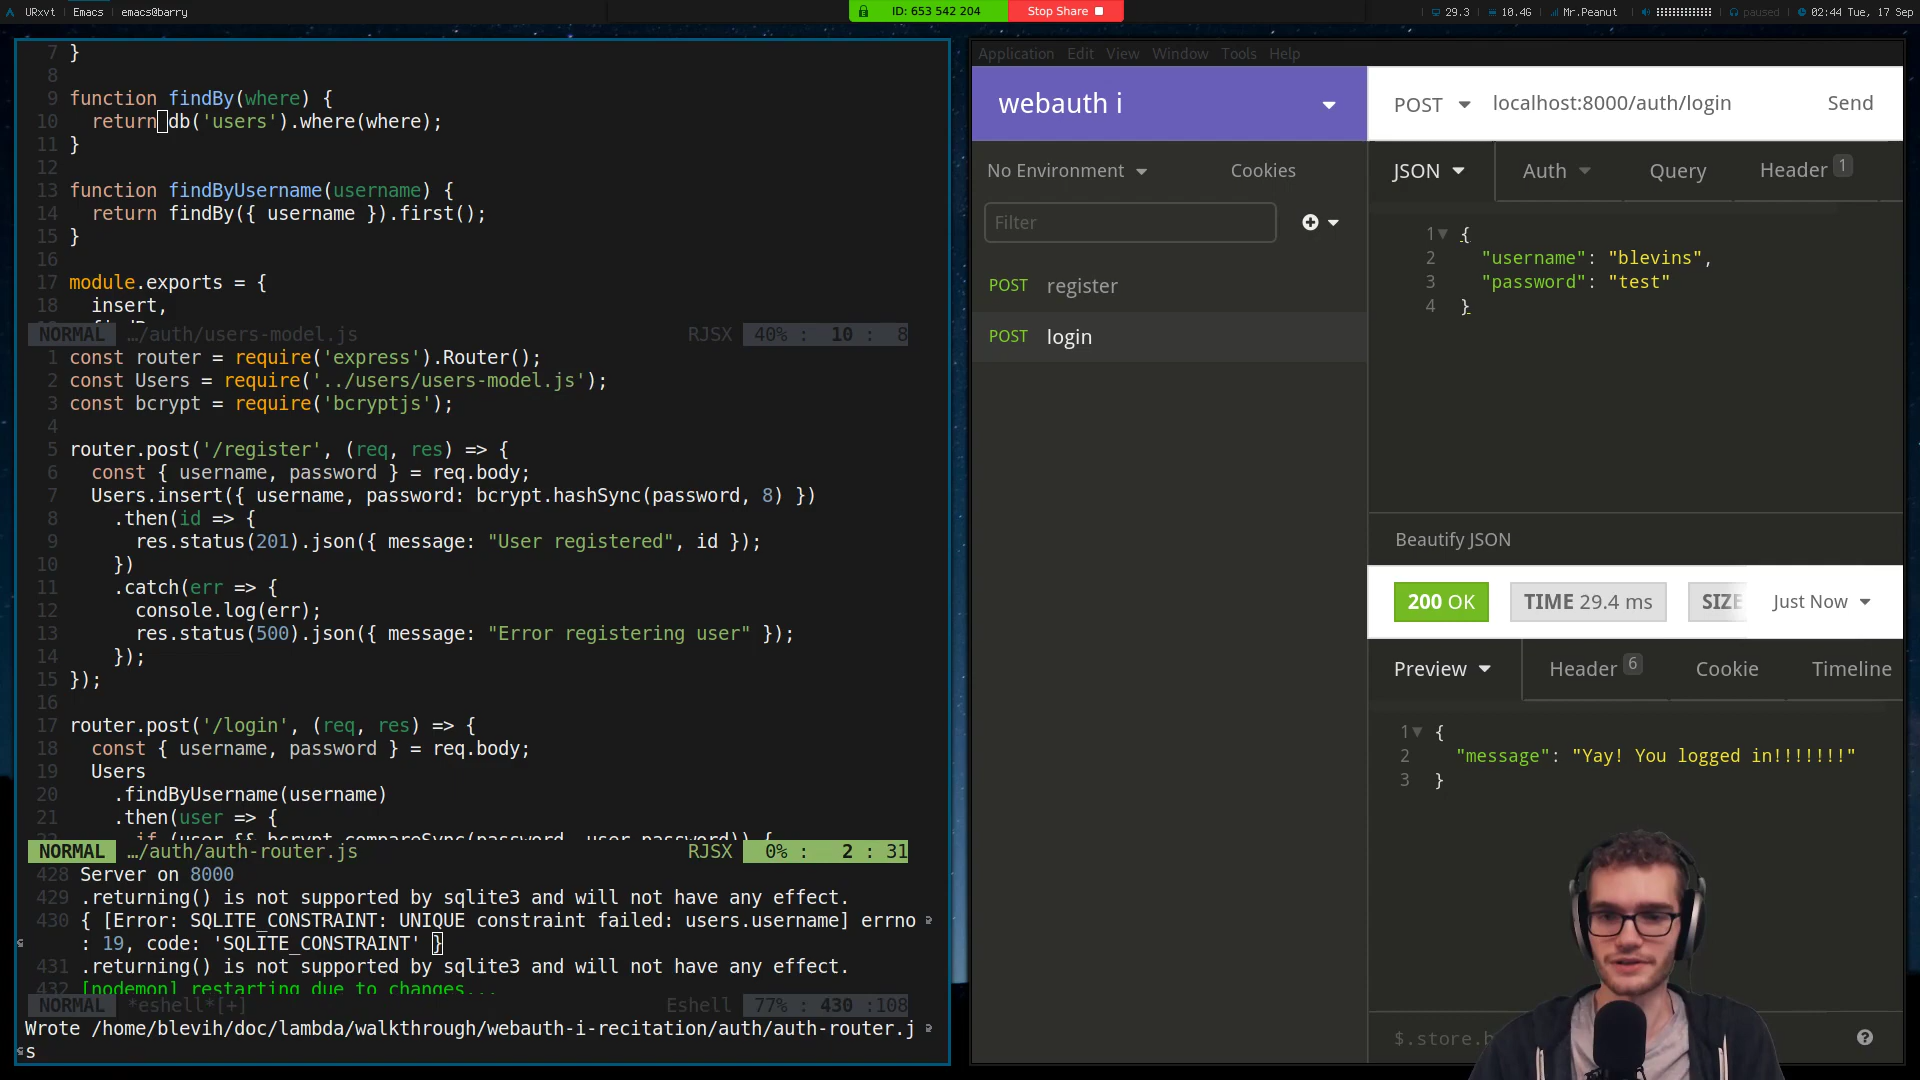 URxvt Emacs emacs@barry
ID: 653 542 204 Stop Share
29.3 10.4G Mr.Peanut paused 02:44 Tue, 17 Sep
7 }
8
9 function findBy(where) {
10 return db('users').where(where);
11 }
12
13 function findByUsername(username) {
14 return findBy({ username }).first();
15 }
16
17 module.exports = {
18 insert,
NORMAL …/auth/users-model.js RJSX 40% : 10 : 8
1 const router = require('express').Router();
2 const Users = require('../users/users-model.js');
3 const bcrypt = require('bcryptjs');
4
5 router.post('/register', (req, res) => {
6 const { username, password } = req.body;
7 Users.insert({ username, password: bcrypt.hashSync(password, 8) })
8 .then(id => {
9 res.status(201).json({ message: "User registered", id });
10 })
11 .catch(err => {
12 console.log(err);
13 res.status(500).json({ message: "Error registering user" });
14 });
15 });
16
17 router.post('/login', (req, res) => {
18 const { username, password } = req.body;
19 Users
20 .findByUsername(username)
21 .then(user => {
22 if (user && bcrypt.compareSync(password, user.password)) {
NORMAL …/auth/auth-router.js RJSX 0% : 2 : 31
428 Server on 8000
429 .returning() is not supported by sqlite3 and will not have any effect.
430 { [Error: SQLITE_CONSTRAINT: UNIQUE constraint failed: users.username] errno
: 19, code: 'SQLITE_CONSTRAINT' }
431 .returning() is not supported by sqlite3 and will not have any effect.
432 [nodemon] restarting due to changes...
NORMAL *eshell*[+] Eshell 77% : 430 :108
Wrote /home/blevih/doc/lambda/walkthrough/webauth-i-recitation/auth/auth-router.j
s
Application Edit View Window Tools Help
webauth i
No Environment Cookies
Filter
POST register
POST login
POST localhost:8000/auth/login Send
JSON Auth Query Header 1
1 {
2 "username": "blevins",
3 "password": "test"
4 }
Beautify JSON
200 OK TIME 29.4 ms SIZE Just Now
Preview Header 6 Cookie Timeline
1 {
2 "message": "Yay! You logged in!!!!!!!"
3 }
$.store.b